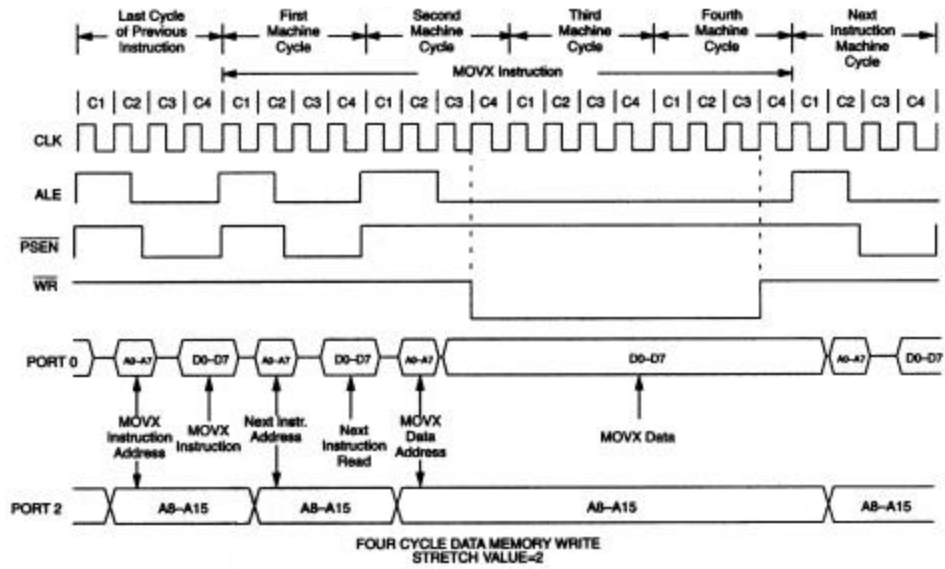 Last Cycle of Previous Instruction
First Machine Cycle
Second Machine Cycle
Third Machine Cycle
Fourth Machine Cycle
Next Instruction Machine Cycle
MOVX Instruction
C1 C2 C3 C4 C1 C2 C3 C4 C1 C2 C3 C4 C1 C2 C3 C4 C1 C2 C3 C4 C1 C2 C3 C4
CLK
ALE
PSEN
WR
PORT 0 A0–A7 D0–D7 A0–A7 D0–D7 A0–A7 D0–D7 A0–A7 D0–D7
MOVX Instruction Address
MOVX Instruction
Next Instr. Address
Next Instruction Read
MOVX Data Address
MOVX Data
PORT 2 A8–A15 A8–A15 A8–A15 A8–A15
FOUR CYCLE DATA MEMORY WRITE
STRETCH VALUE=2